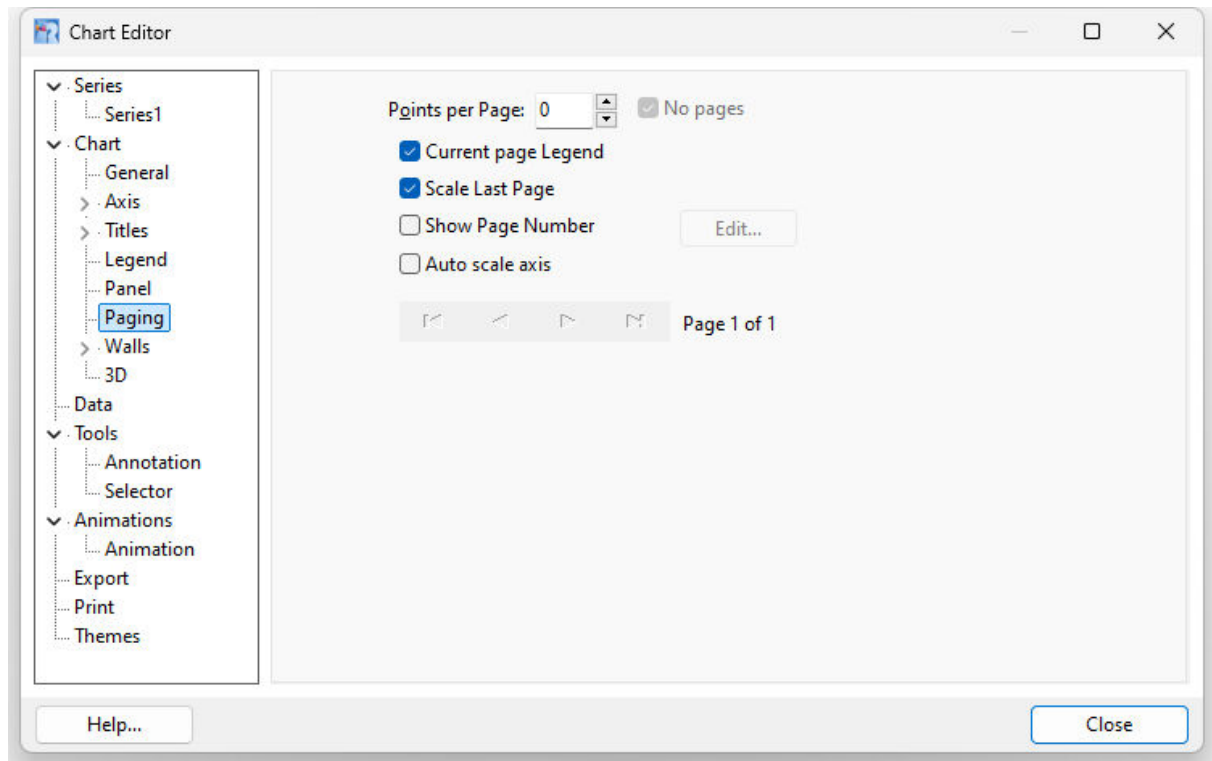 Chart Editor
Series
Series1
Chart
General
Axis
Titles
Legend
Panel
Paging
Walls
3D
Data
Tools
Annotation
Selector
Animations
Animation
Export
Print
Themes
Points per Page: 0 No pages
Current page Legend
Scale Last Page
Show Page Number Edit...
Auto scale axis
Page 1 of 1
Help... Close